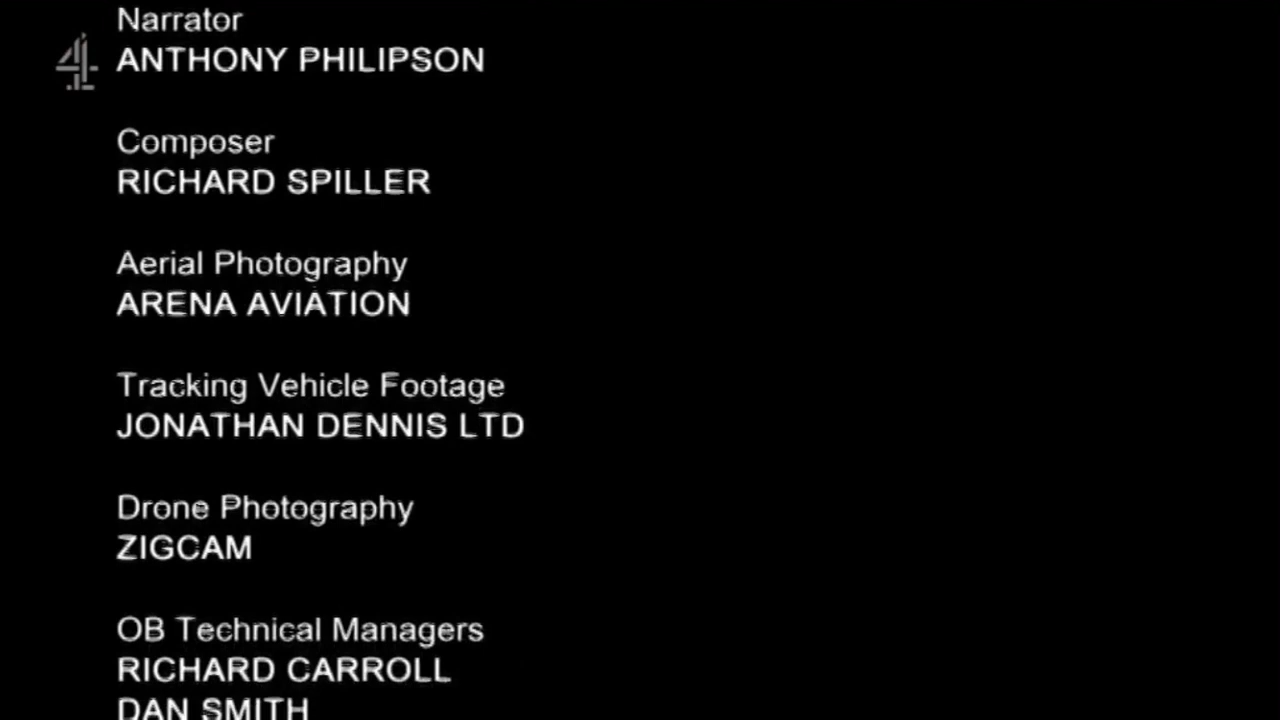 Narrator
ANTHONY PHILIPSON
4
Composer
RICHARD SPILLER
Aerial Photography
ARENA AVIATION
Tracking Vehicle Footage
JONATHAN DENNIS LTD
Drone Photography
ZIGCAM
OB Technical Managers
RICHARD CARROLL
DAN SMITH